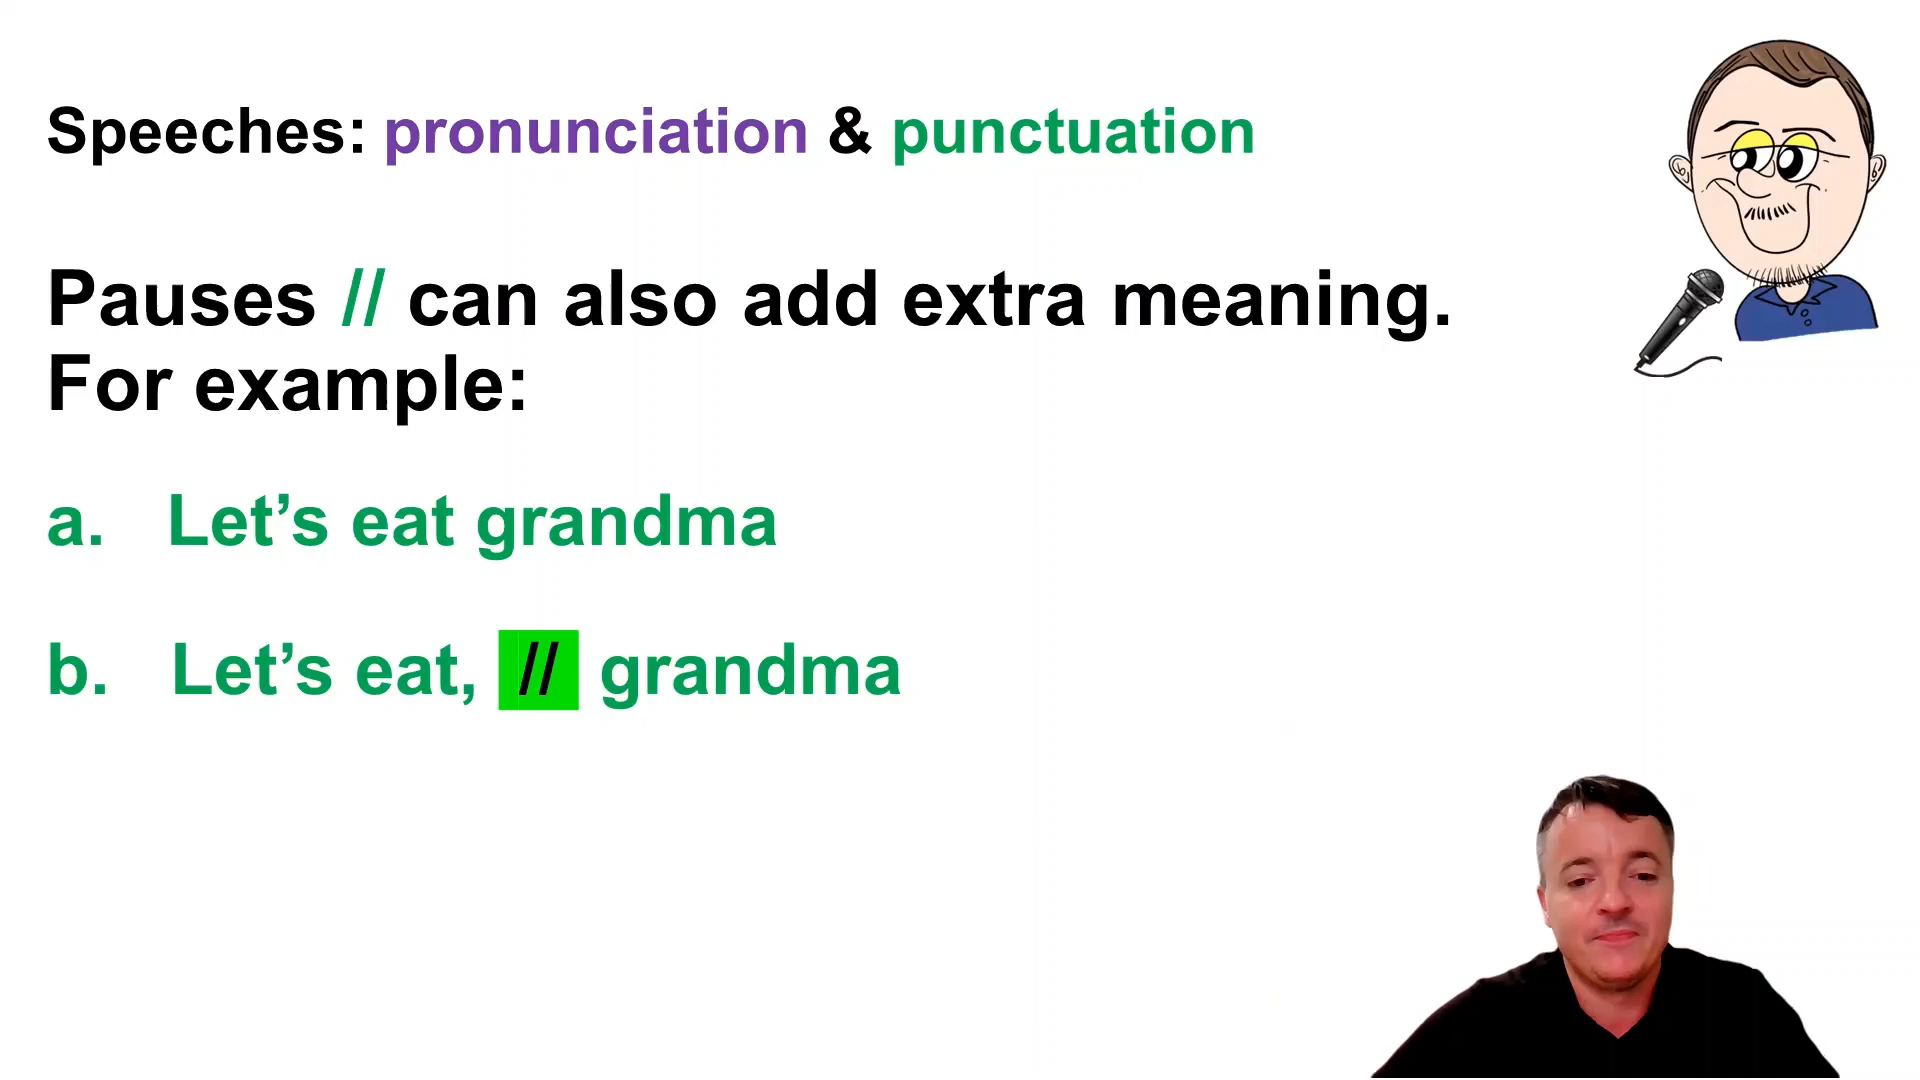 Speeches: pronunciation & punctuation
Pauses // can also add extra meaning.
For example:
a. Let’s eat grandma
b. Let’s eat, // grandma